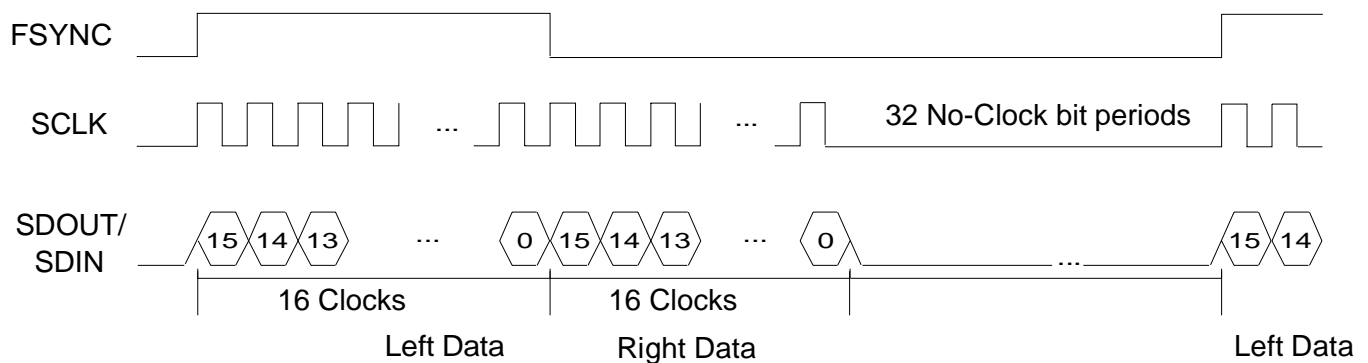 FSYNC
SCLK
... ... 32 No-Clock bit periods
SDOUT/
SDIN
15 14 13 ... 0 15 14 13 ... 0 ... 15 14
16 Clocks 16 Clocks
Left Data Right Data Left Data